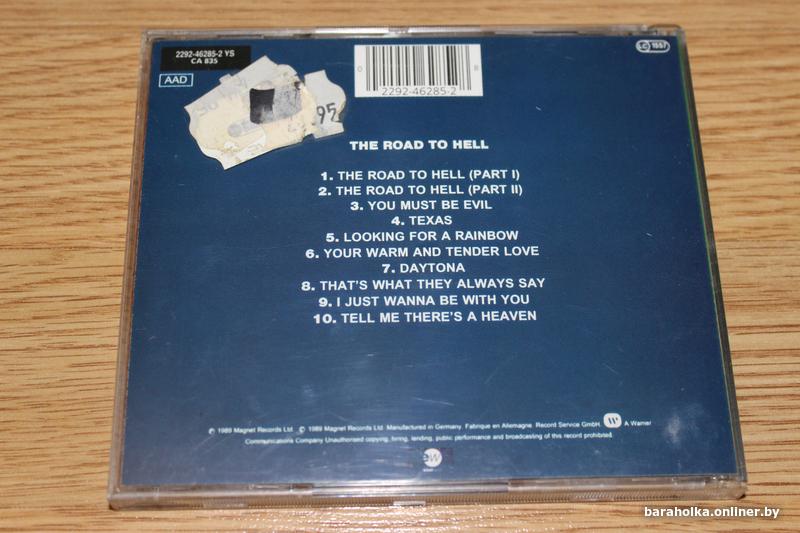 2292-46285-2 YS
CA 835
AAD
95
0 8
2292-46285-2
LC 1557
THE ROAD TO HELL
1. THE ROAD TO HELL (PART I)
2. THE ROAD TO HELL (PART II)
3. YOU MUST BE EVIL
4. TEXAS
5. LOOKING FOR A RAINBOW
6. YOUR WARM AND TENDER LOVE
7. DAYTONA
8. THAT'S WHAT THEY ALWAYS SAY
9. I JUST WANNA BE WITH YOU
10. TELL ME THERE'S A HEAVEN
℗ 1989 Magnet Records Ltd. © 1989 Magnet Records Ltd. Manufactured in Germany. Fabriqué en Allemagne. Record Service GmbH. A Warner
Communications Company Unauthorised copying, hiring, lending, public performance and broadcasting of this record prohibited.
ew
baraholka.onliner.by